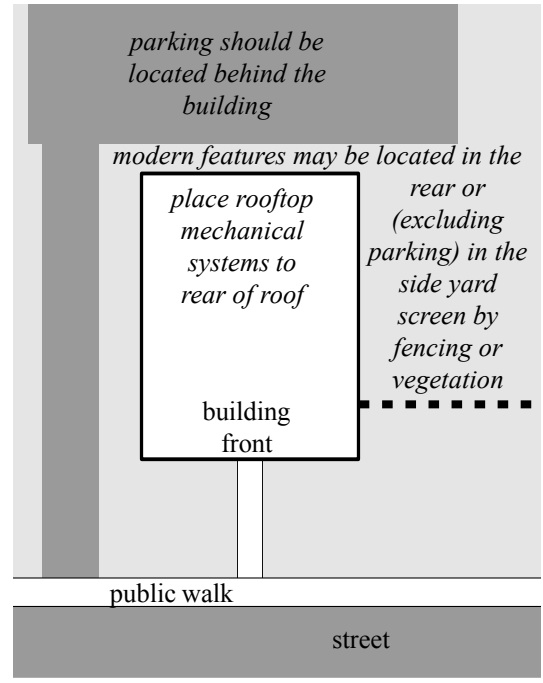 parking should be
located behind the
building
modern features may be located in the
rear or
(excluding
parking) in the
side yard
screen by
fencing or
vegetation
place rooftop
mechanical
systems to
rear of roof
building
front
public walk
street